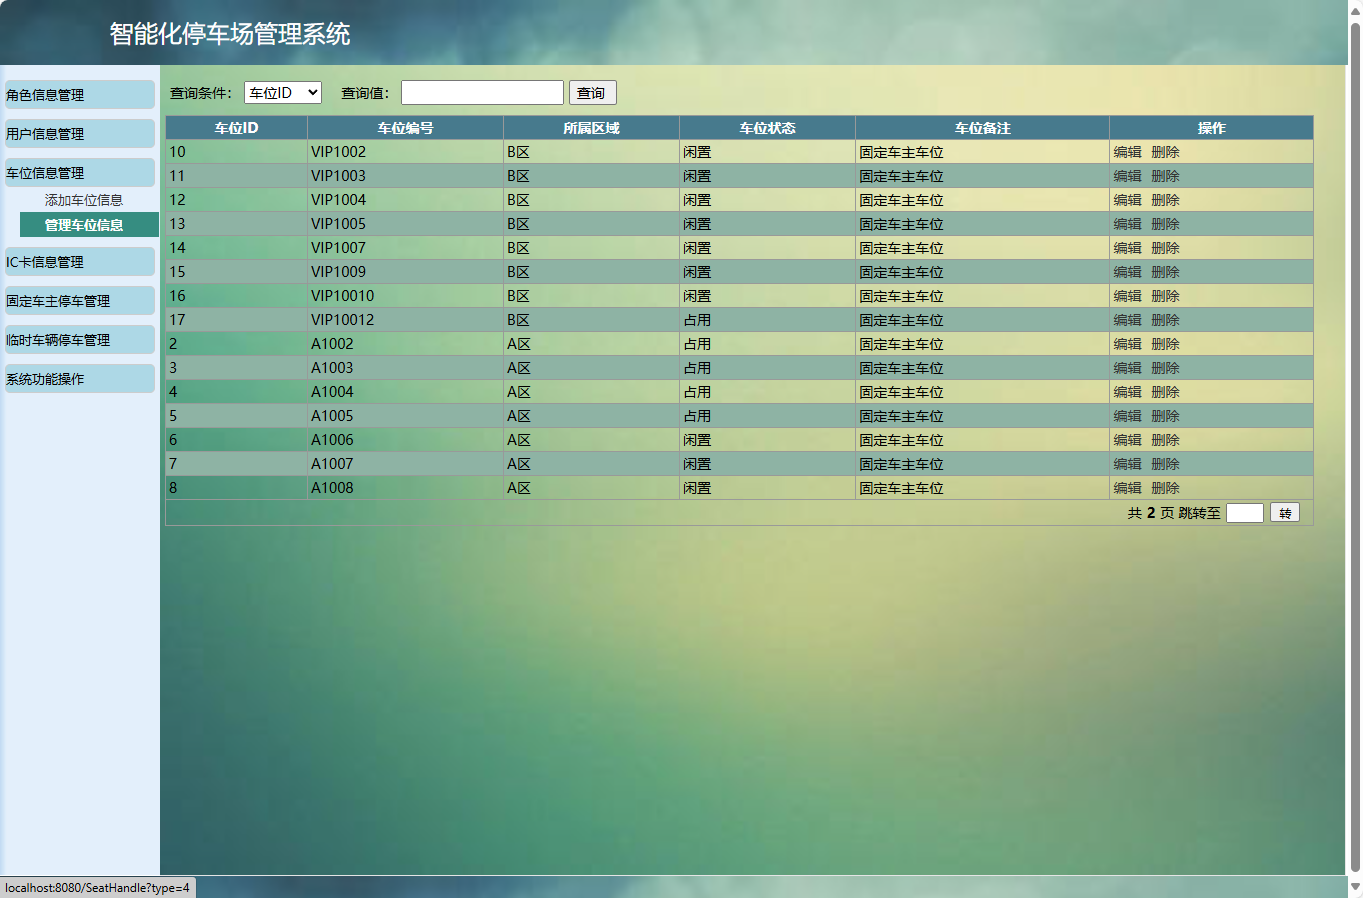 智能化停车场管理系统
角色信息管理
用户信息管理
车位信息管理
添加车位信息
管理车位信息
IC卡信息管理
固定车主停车管理
临时车辆停车管理
系统功能操作
查询条件： 车位ID 查询值： 查询
车位ID 车位编号 所属区域 车位状态 车位备注 操作
10 VIP1002 B区 闲置 固定车主车位 编辑 删除
11 VIP1003 B区 闲置 固定车主车位 编辑 删除
12 VIP1004 B区 闲置 固定车主车位 编辑 删除
13 VIP1005 B区 闲置 固定车主车位 编辑 删除
14 VIP1007 B区 闲置 固定车主车位 编辑 删除
15 VIP1009 B区 闲置 固定车主车位 编辑 删除
16 VIP10010 B区 闲置 固定车主车位 编辑 删除
17 VIP10012 B区 占用 固定车主车位 编辑 删除
2 A1002 A区 占用 固定车主车位 编辑 删除
3 A1003 A区 占用 固定车主车位 编辑 删除
4 A1004 A区 占用 固定车主车位 编辑 删除
5 A1005 A区 占用 固定车主车位 编辑 删除
6 A1006 A区 闲置 固定车主车位 编辑 删除
7 A1007 A区 闲置 固定车主车位 编辑 删除
8 A1008 A区 闲置 固定车主车位 编辑 删除
共 2 页 跳转至 转
localhost:8080/SeatHandle?type=4